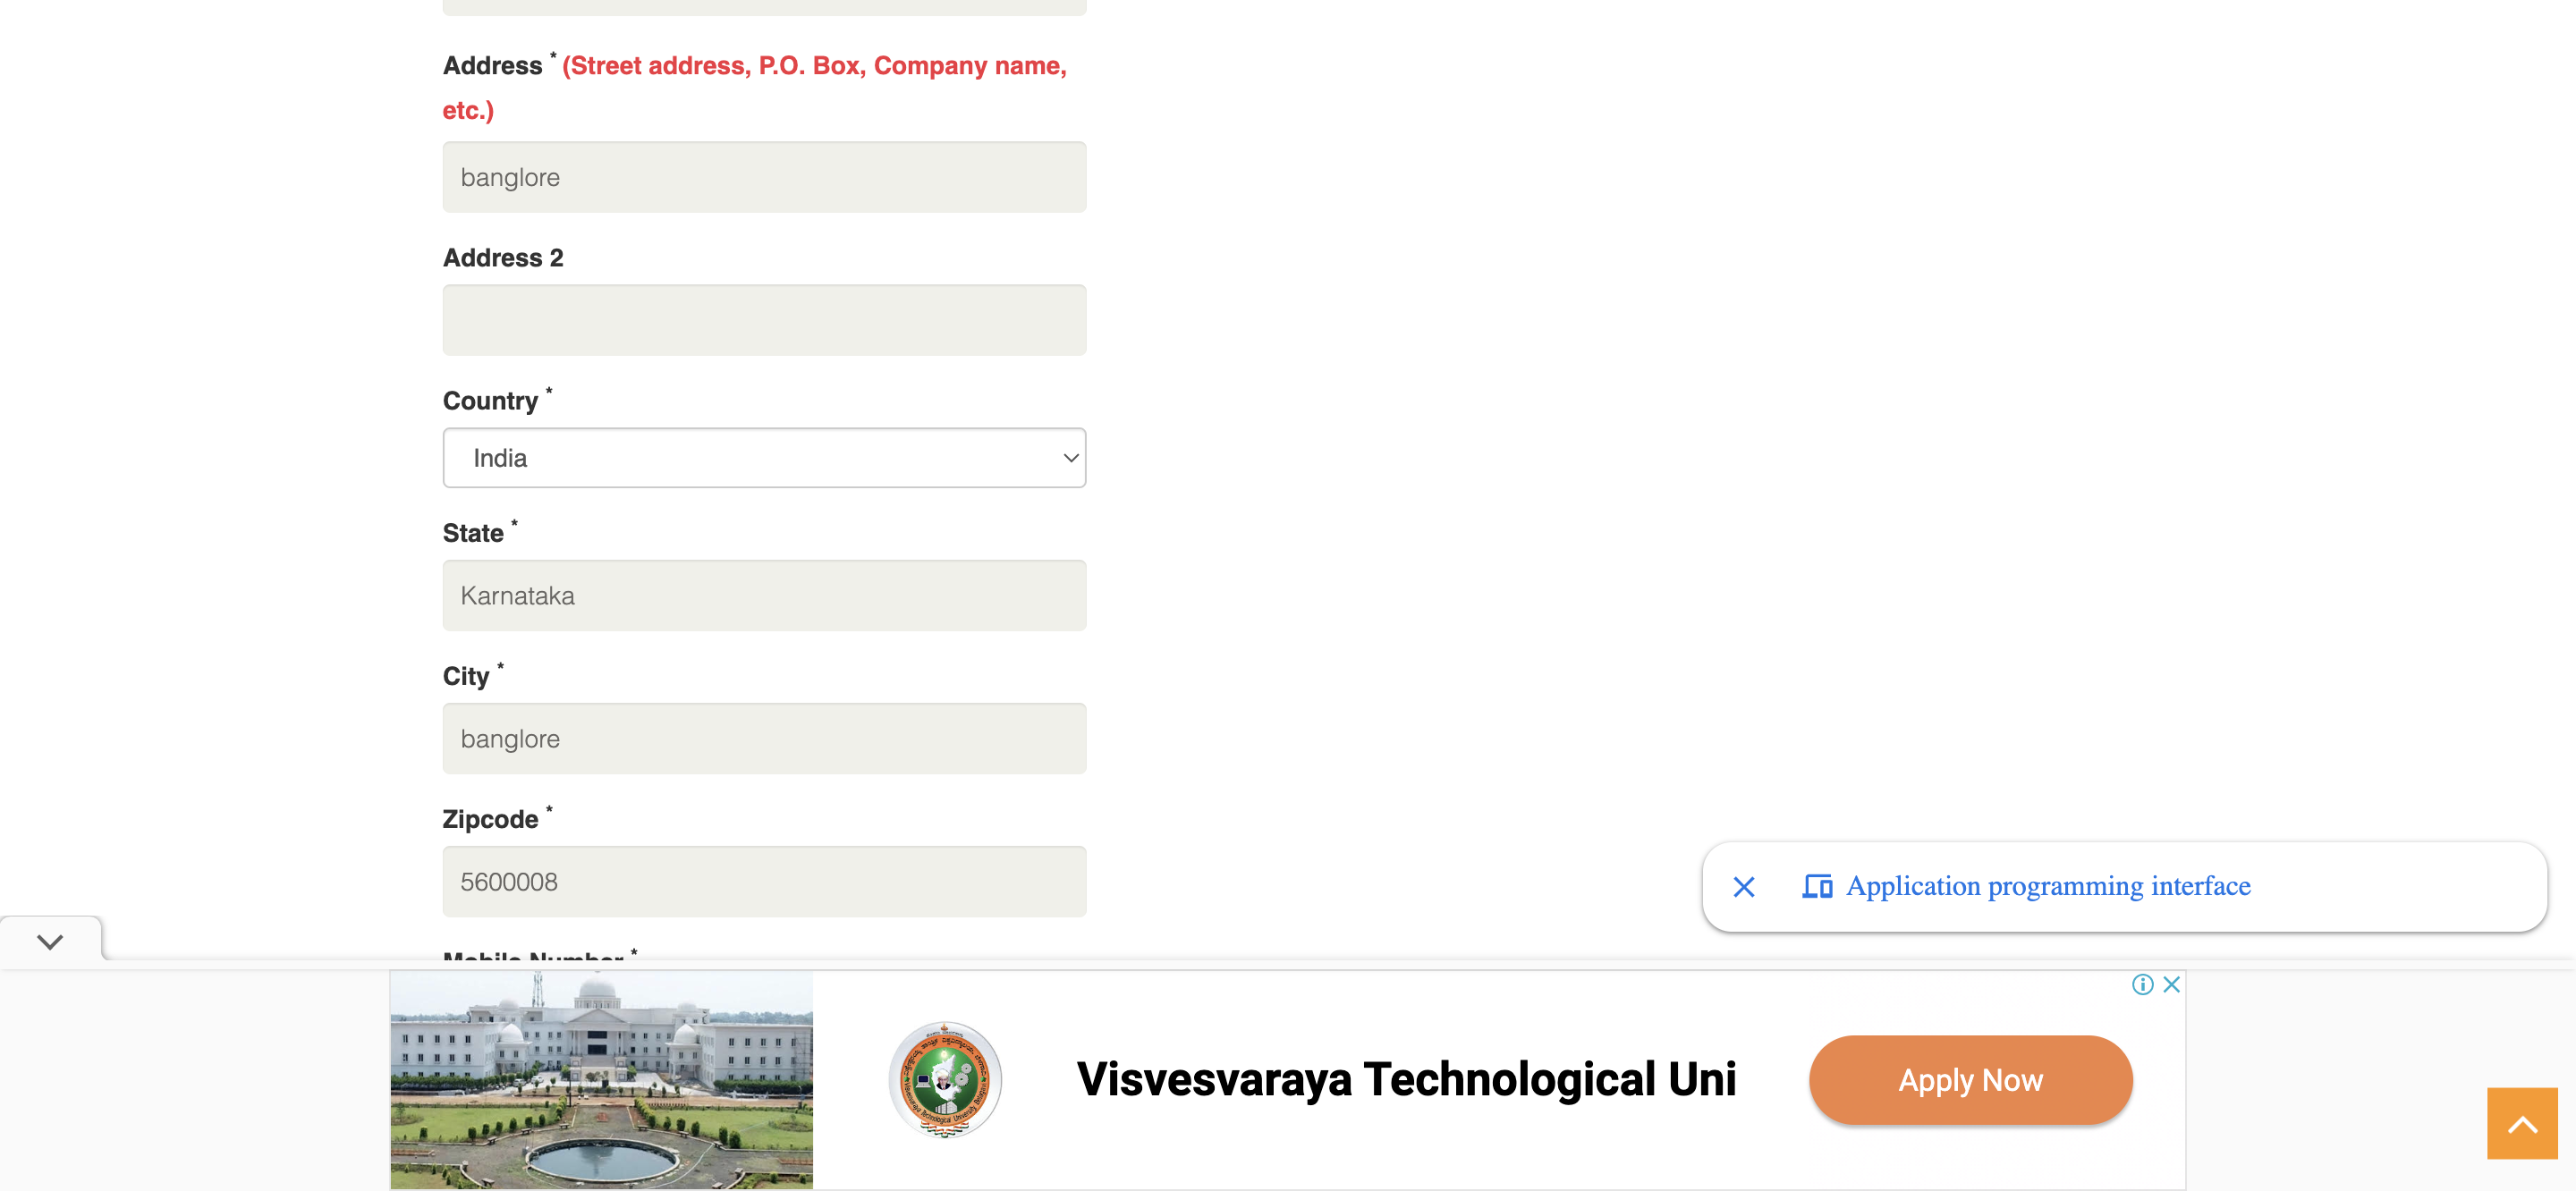 Address * (Street address, P.O. Box, Company name,
etc.)
banglore
Address 2
Country *
India
State *
Karnataka
City *
banglore
Zipcode *
5600008
Application programming interface
Mobile Number *
Visvesvaraya Technological Uni
Apply Now